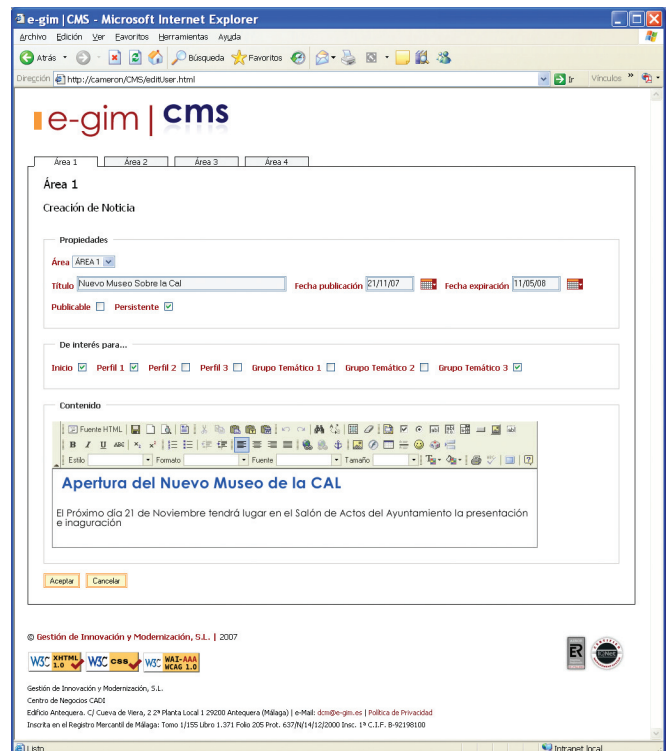 e-gim | CMS - Microsoft Internet Explorer
Archivo Edición Ver Favoritos Herramientas Ayuda
Atrás Búsqueda Favoritos
Dirección http://cameron/CMS/editUser.html Ir Vínculos »
e-gim | cms
Área 1 Área 2 Área 3 Área 4
Área 1
Creación de Noticia
Propiedades
Área ÁREA 1
Título Nuevo Museo Sobre la Cal Fecha publicación 21/11/07 Fecha expiración 11/05/08
Publicable Persistente
De interés para...
Inicio Perfil 1 Perfil 2 Perfil 3 Grupo Temático 1 Grupo Temático 2 Grupo Temático 3
Contenido
Fuente HTML
B I U ABC x₂ x²
Estilo Formato Fuente Tamaño
Apertura del Nuevo Museo de la CAL
El Próximo día 21 de Noviembre tendrá lugar en el Salón de Actos del Ayuntamiento la presentación
e inaguración
Aceptar Cancelar
© Gestión de Innovación y Modernización, S.L. | 2007
W3C XHTML 1.0 W3C css W3C WAI-AAA WCAG 1.0
ER IQNet
Gestión de Innovación y Modernización, S.L.
Centro de Negocios CADI
Edificio Antequera. C/ Cueva de Viera, 2 2ª Planta Local 1 29200 Antequera (Málaga) | e-Mail: dcm@e-gim.es | Política de Privacidad
Inscrita en el Registro Mercantil de Málaga: Tomo 1/155 Libro 1.371 Folio 205 Prot. 637/N/14/12/2000 Insc. 1ª C.I.F. B-92198100
Listo Intranet local